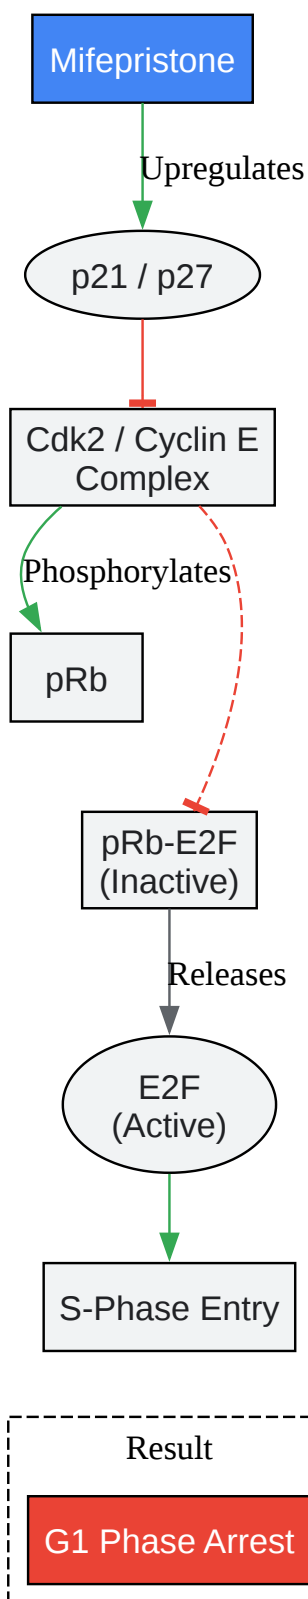 Mifepristone
Upregulates
p21 / p27
Cdk2 / Cyclin E
Complex
Phosphorylates
pRb
pRb-E2F
(Inactive)
Releases
E2F
(Active)
S-Phase Entry
Result
G1 Phase Arrest